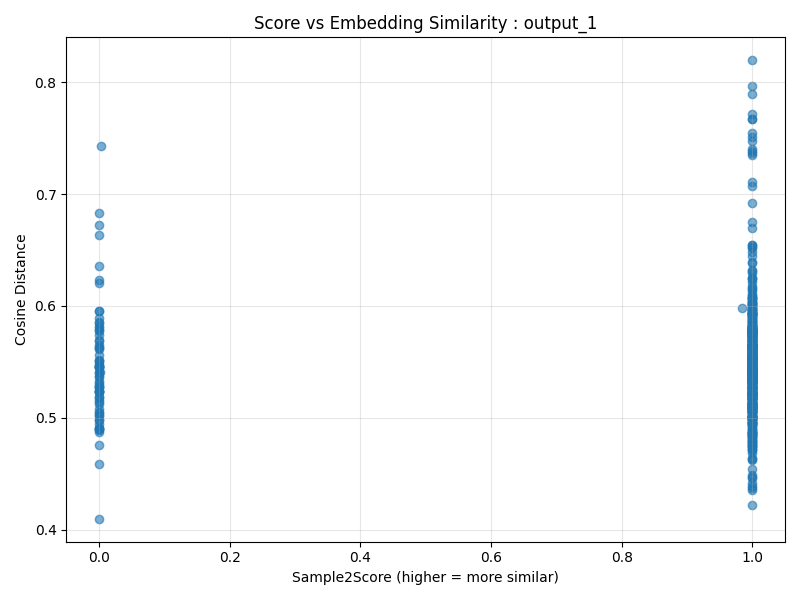 Score vs Embedding Similarity : output_1
Cosine Distance
0.8
0.7
0.6
0.5
0.4
0.0 0.2 0.4 0.6 0.8 1.0
Sample2Score (higher = more similar)